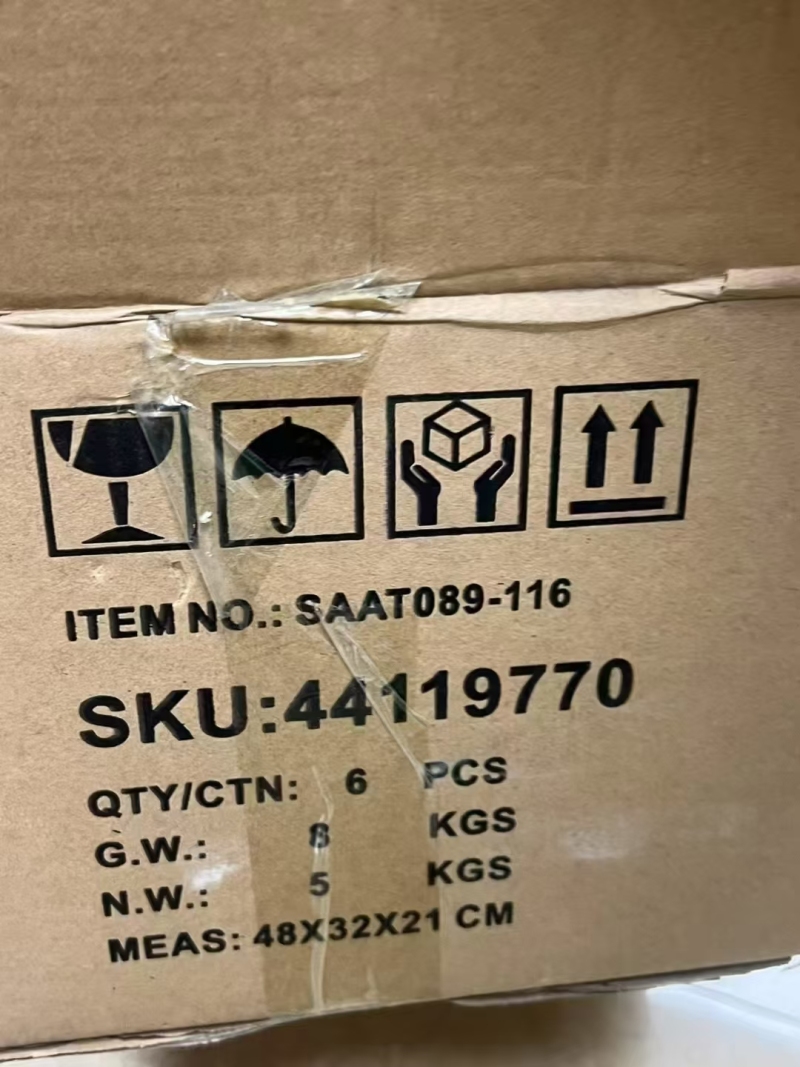 ITEM NO.: SAAT089-116
SKU:44119770
QTY/CTN: 6 PCS
G.W.: 8 KGS
N.W.: 5 KGS
MEAS: 48X32X21 CM